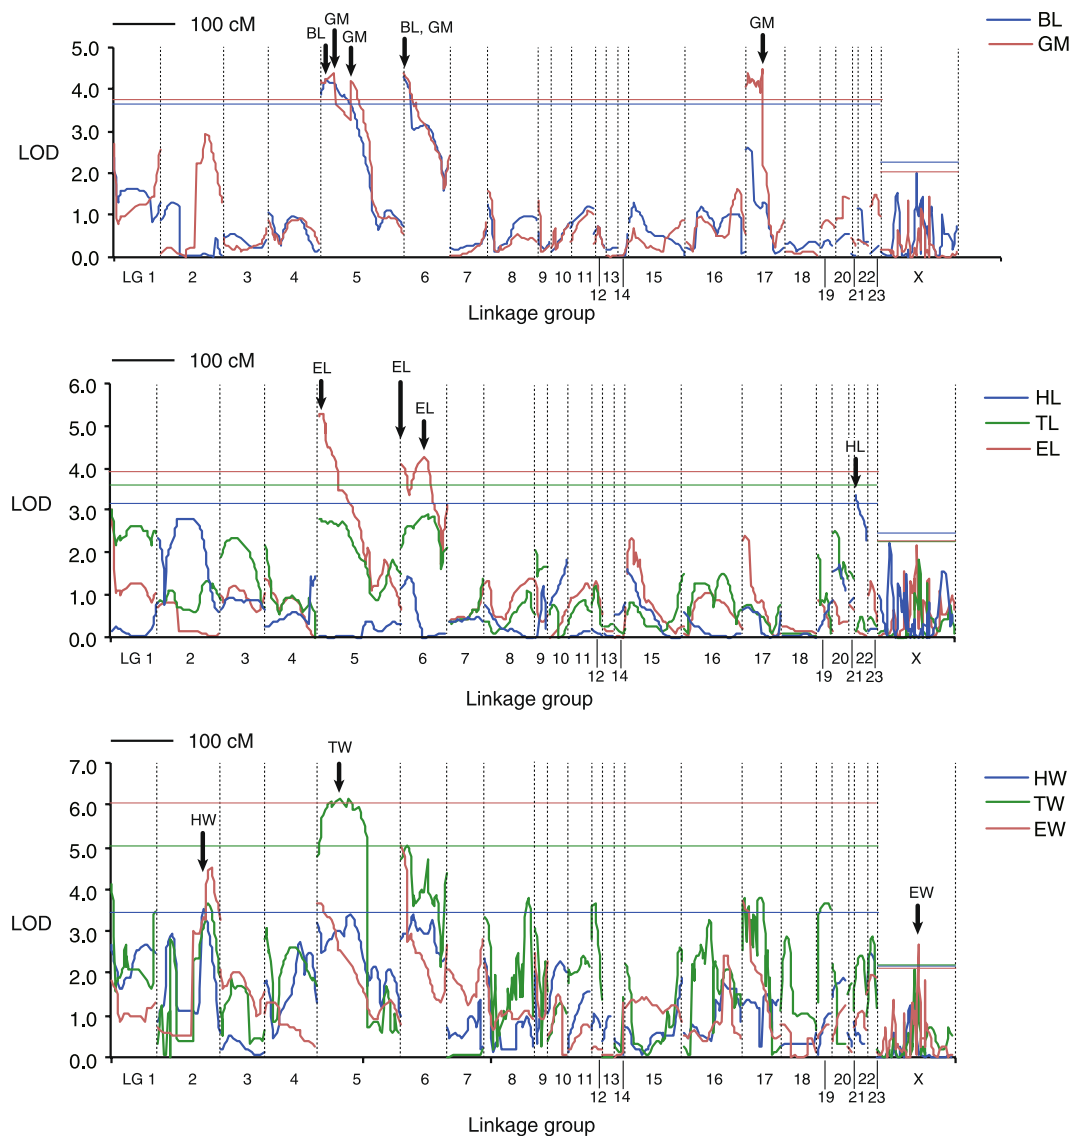 100 cM
BL
GM
GM
BL, GM
GM
BL
GM
5.0
4.0
3.0
2.0
1.0
0.0
LOD
LG 1 2 3 4 5 6 7 8 9 10 11 13 15 16 17 18 20 22 X
12 14 19 21 23
Linkage group
100 cM
EL
EL
EL
HL
HL
TL
EL
6.0
5.0
4.0
3.0
2.0
1.0
0.0
LOD
LG 1 2 3 4 5 6 7 8 9 10 11 13 15 16 17 18 20 22 X
12 14 19 21 23
Linkage group
100 cM
TW
HW
EW
HW
TW
EW
7.0
6.0
5.0
4.0
3.0
2.0
1.0
0.0
LOD
LG 1 2 3 4 5 6 7 8 9 10 11 13 15 16 17 18 20 22 X
12 14 19 21 23
Linkage group